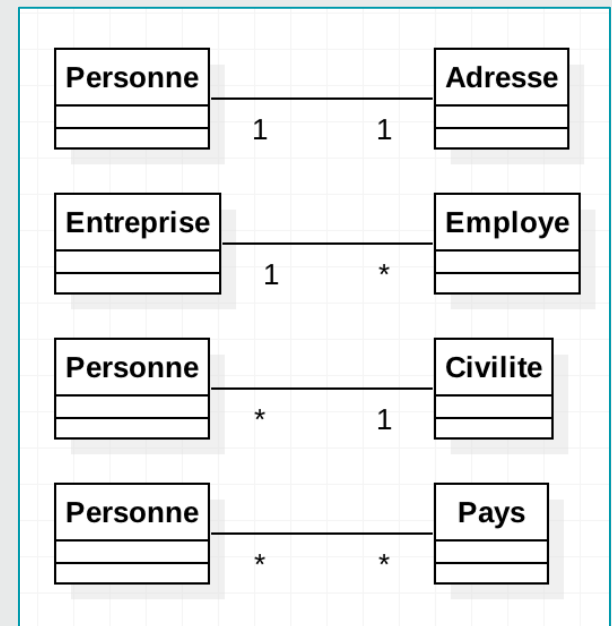 Personne Adresse
1 1
Entreprise Employe
1 *
Personne Civilite
* 1
Personne Pays
* *